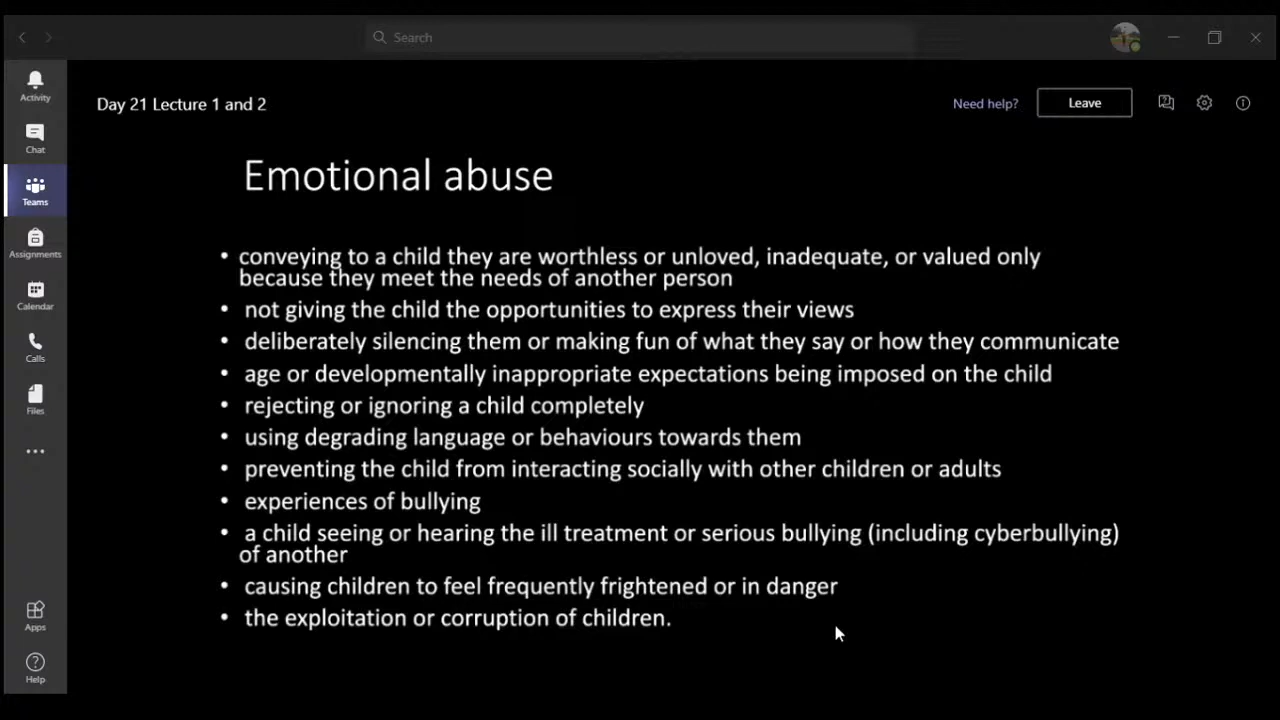 Search
Activity
Chat
Teams
Assignments
Calendar
Calls
Files
Apps
Help
Day 21 Lecture 1 and 2
Need help?
Leave
Emotional abuse
• conveying to a child they are worthless or unloved, inadequate, or valued only
because they meet the needs of another person
• not giving the child the opportunities to express their views
• deliberately silencing them or making fun of what they say or how they communicate
• age or developmentally inappropriate expectations being imposed on the child
• rejecting or ignoring a child completely
• using degrading language or behaviours towards them
• preventing the child from interacting socially with other children or adults
• experiences of bullying
• a child seeing or hearing the ill treatment or serious bullying (including cyberbullying)
of another
• causing children to feel frequently frightened or in danger
• the exploitation or corruption of children.